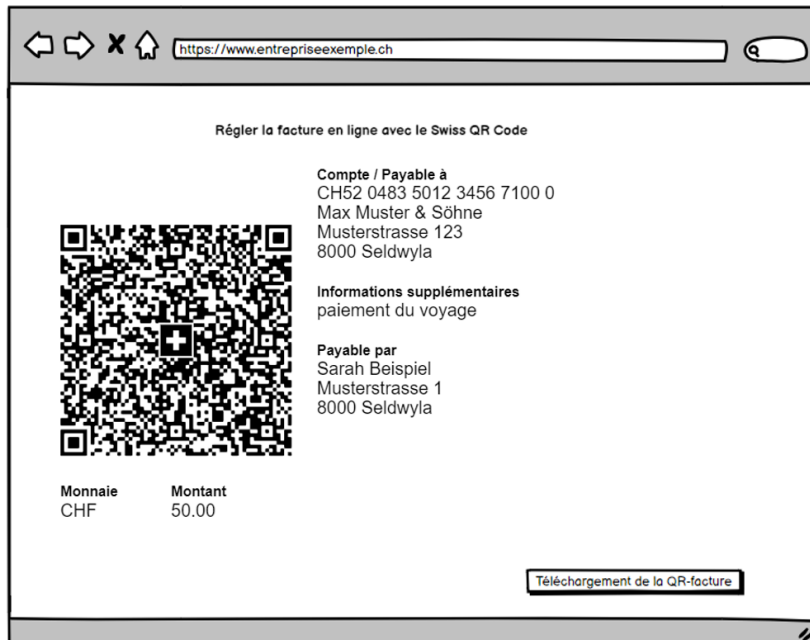 https://www.entrepriseexemple.ch
Régler la facture en ligne avec le Swiss QR Code
Compte / Payable à
CH52 0483 5012 3456 7100 0
Max Muster & Söhne
Musterstrasse 123
8000 Seldwyla
Informations supplémentaires
paiement du voyage
Payable par
Sarah Beispiel
Musterstrasse 1
8000 Seldwyla
Monnaie Montant
CHF 50.00
Téléchargement de la QR-facture